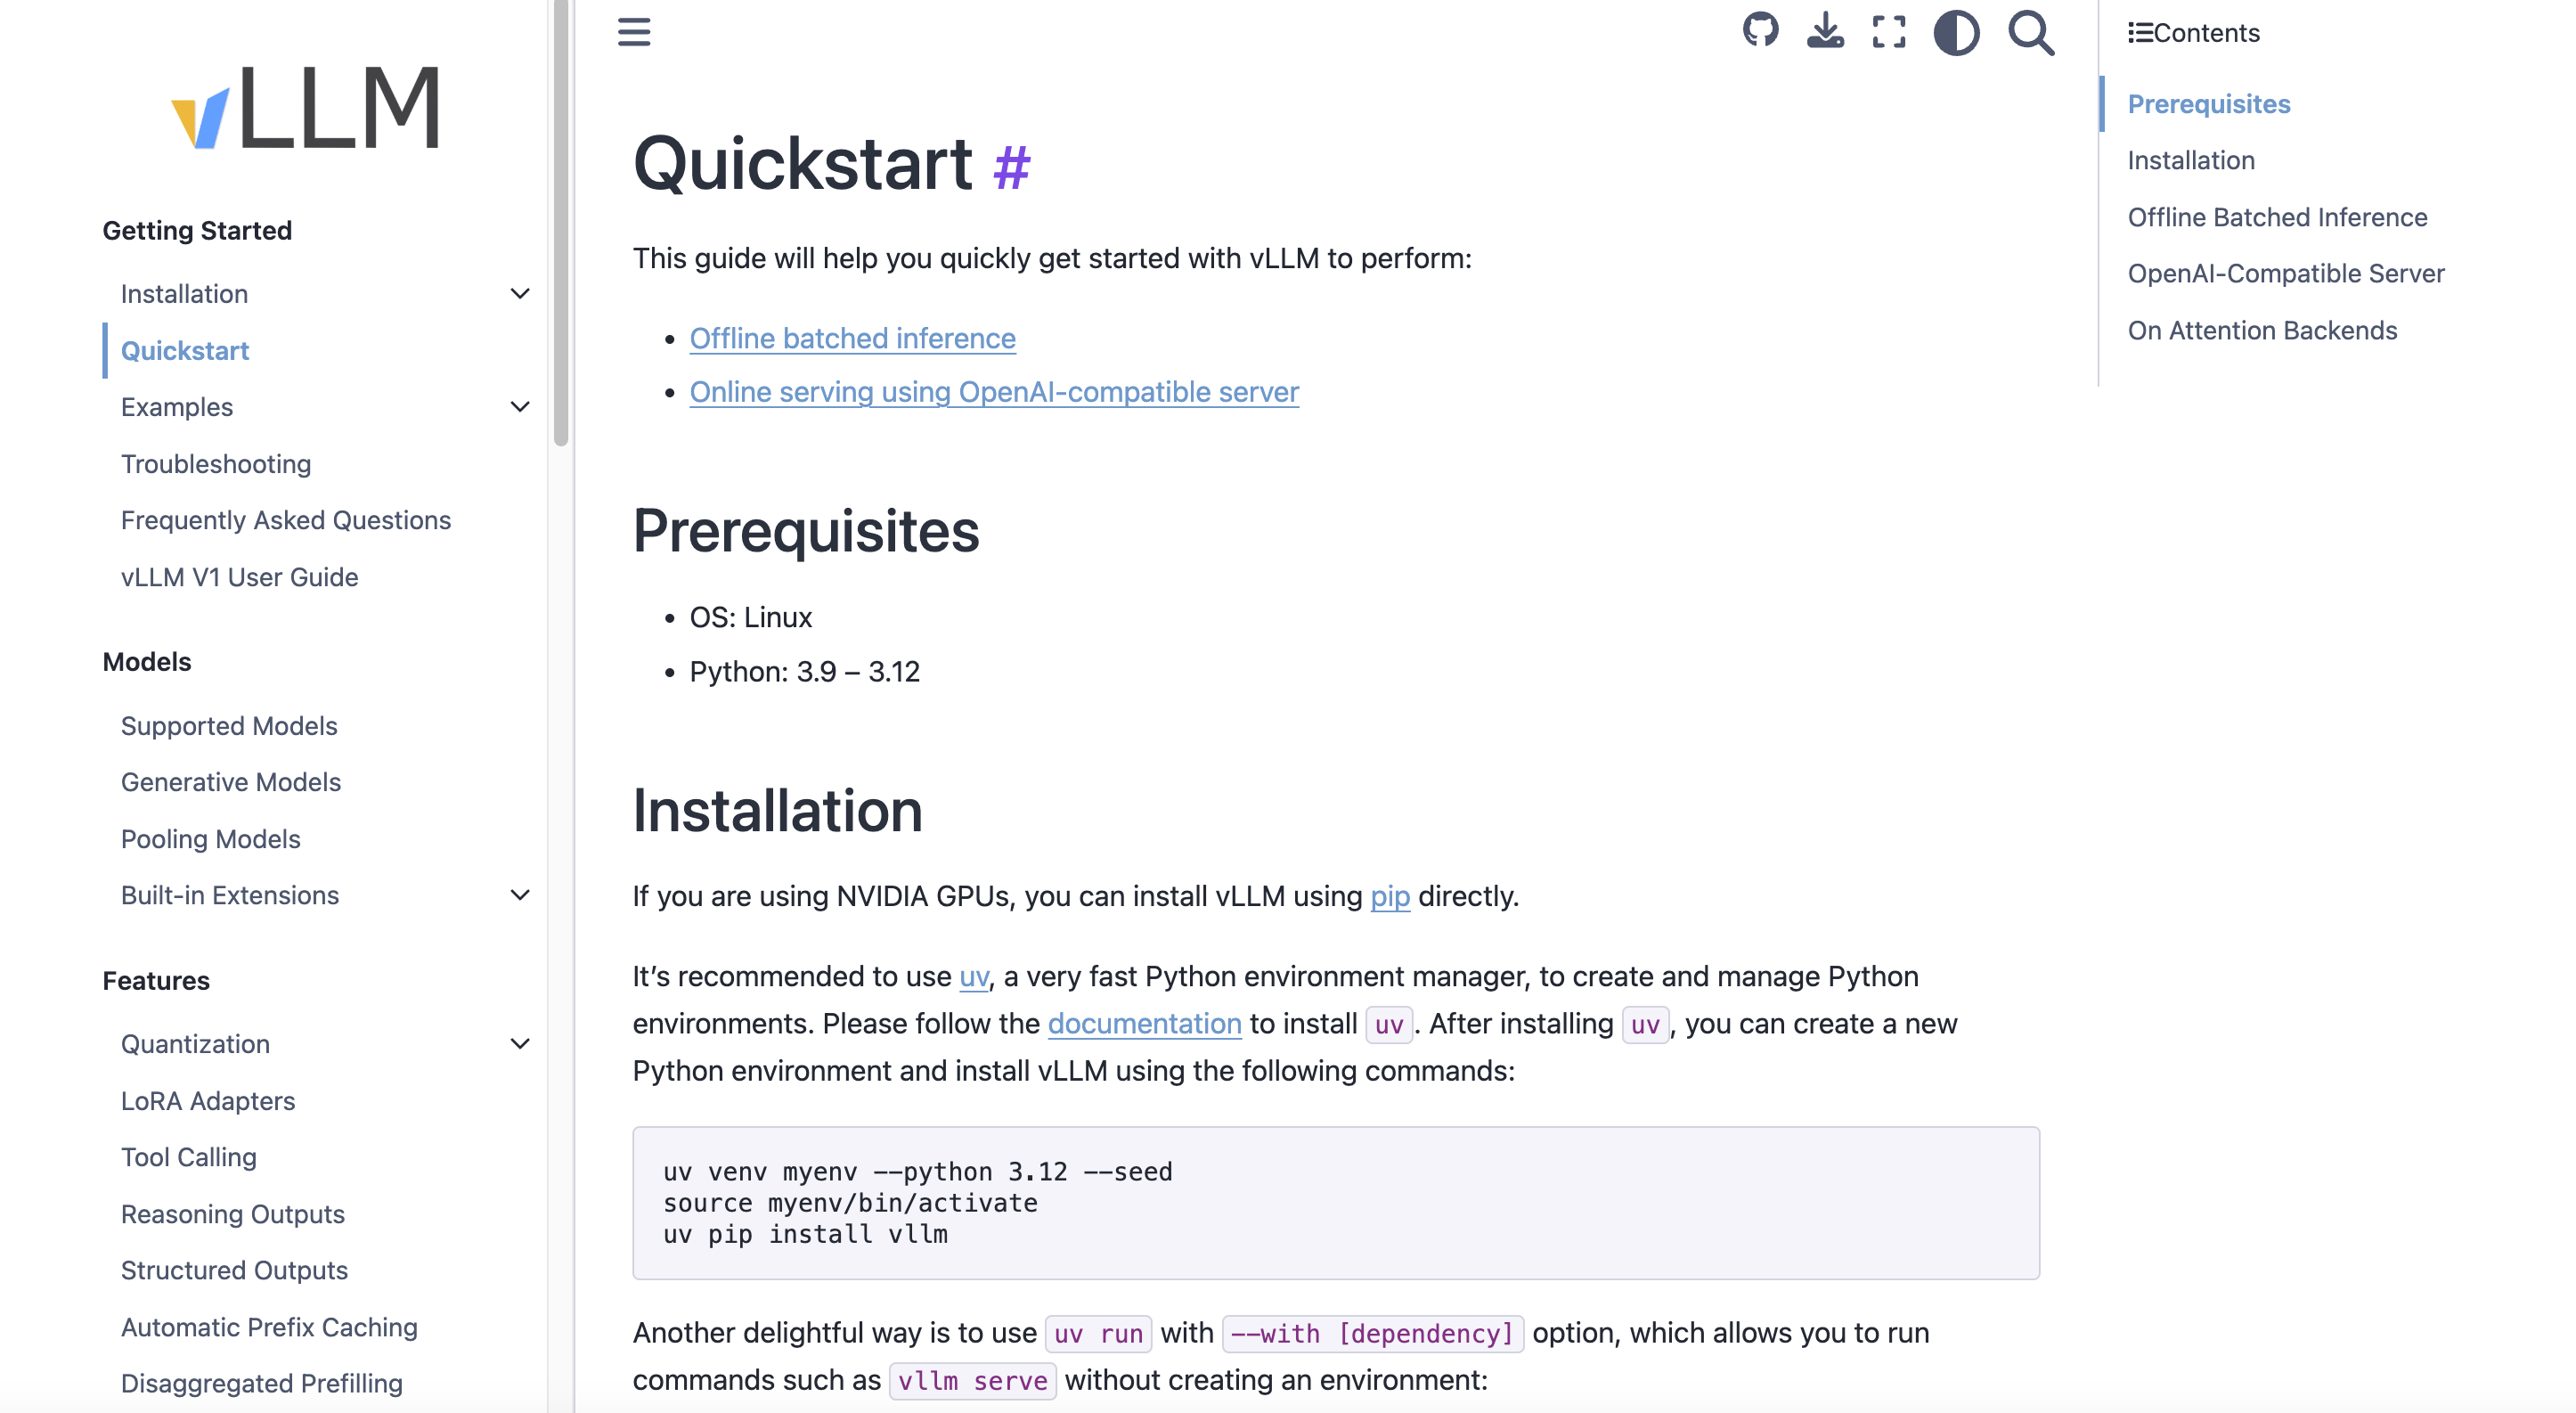 vLLM
Getting Started
Installation
Quickstart
Examples
Troubleshooting
Frequently Asked Questions
vLLM V1 User Guide
Models
Supported Models
Generative Models
Pooling Models
Built-in Extensions
Features
Quantization
LoRA Adapters
Tool Calling
Reasoning Outputs
Structured Outputs
Automatic Prefix Caching
Disaggregated Prefilling
Quickstart #
This guide will help you quickly get started with vLLM to perform:
• Offline batched inference
• Online serving using OpenAI-compatible server
Prerequisites
• OS: Linux
• Python: 3.9 – 3.12
Installation
If you are using NVIDIA GPUs, you can install vLLM using pip directly.
It’s recommended to use uv, a very fast Python environment manager, to create and manage Python
environments. Please follow the documentation to install uv. After installing uv, you can create a new
Python environment and install vLLM using the following commands:
uv venv myenv --python 3.12 --seed
source myenv/bin/activate
uv pip install vllm
Another delightful way is to use uv run with --with [dependency] option, which allows you to run
commands such as vllm serve without creating an environment:
Contents
Prerequisites
Installation
Offline Batched Inference
OpenAI-Compatible Server
On Attention Backends